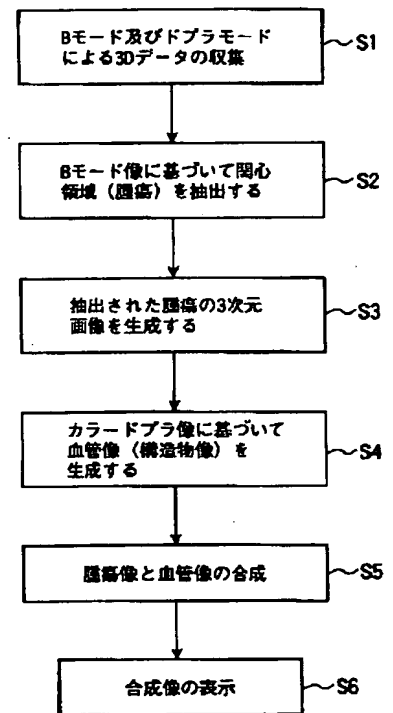 Bモード及びドプラモード
による3Dデータの収集
S1
Bモード像に基づいて関心
領域（腫瘍）を抽出する
S2
抽出された腫瘍の3次元
画像を生成する
S3
カラードプラ像に基づいて
血管像（構造物像）を
生成する
S4
腫瘍像と血管像の合成
S5
合成像の表示
S6